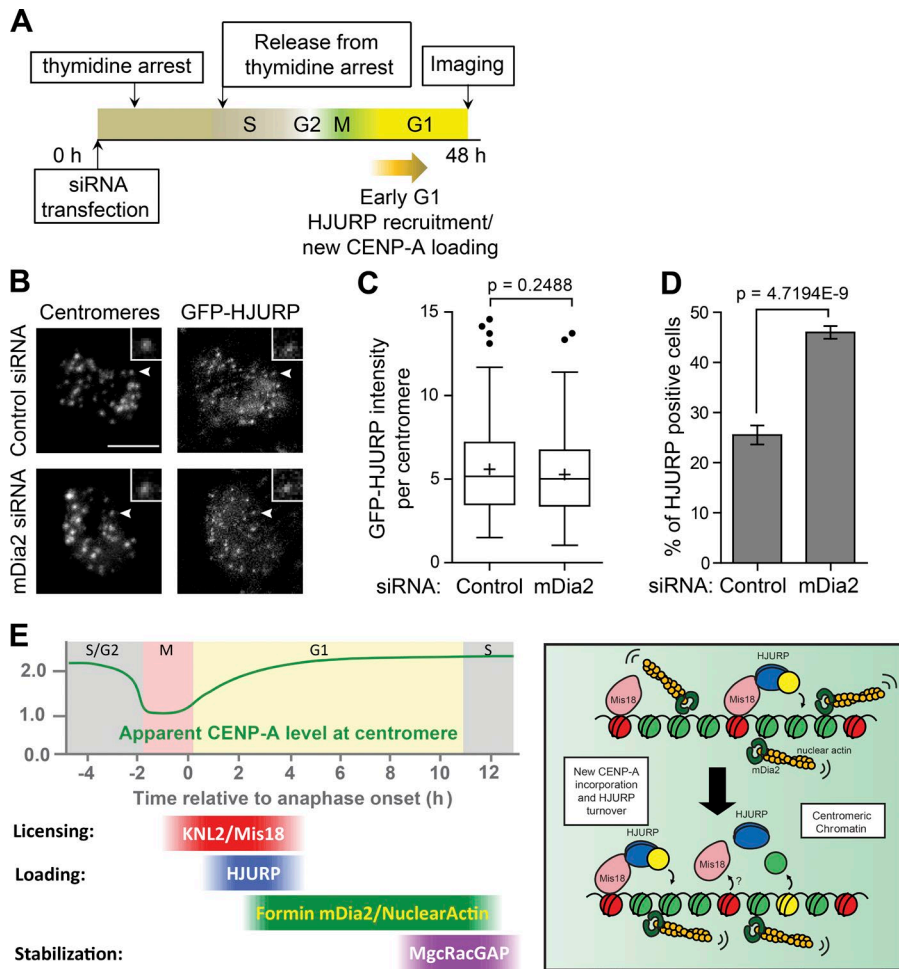 A
thymidine arrest
Release from
thymidine arrest
Imaging
S
G2
M
G1
0 h
48 h
siRNA
transfection
Early G1
HJURP recruitment/
new CENP-A loading
B
Centromeres
GFP-HJURP
Control siRNA
mDia2 siRNA
C
p = 0.2488
GFP-HJURP intensity
per centromere
15
10
5
0
siRNA: Control mDia2
D
p = 4.7194E-9
% of HJURP positive cells
50
40
30
20
10
0
siRNA: Control mDia2
E
S/G2
M
G1
S
2.0
1.0
0.0
Apparent CENP-A level at centromere
-4 -2 0 2 4 6 8 10 12
Time relative to anaphase onset (h)
Licensing:
KNL2/Mis18
Loading:
HJURP
Formin mDia2/NuclearActin
Stabilization:
MgcRacGAP
HJURP
Mis18
Mis18
nuclear actin
mDia2
New CENP-A
incorporation
and HJURP
turnover
Centromeric
Chromatin
HJURP
HJURP
Mis18
Mis18
?